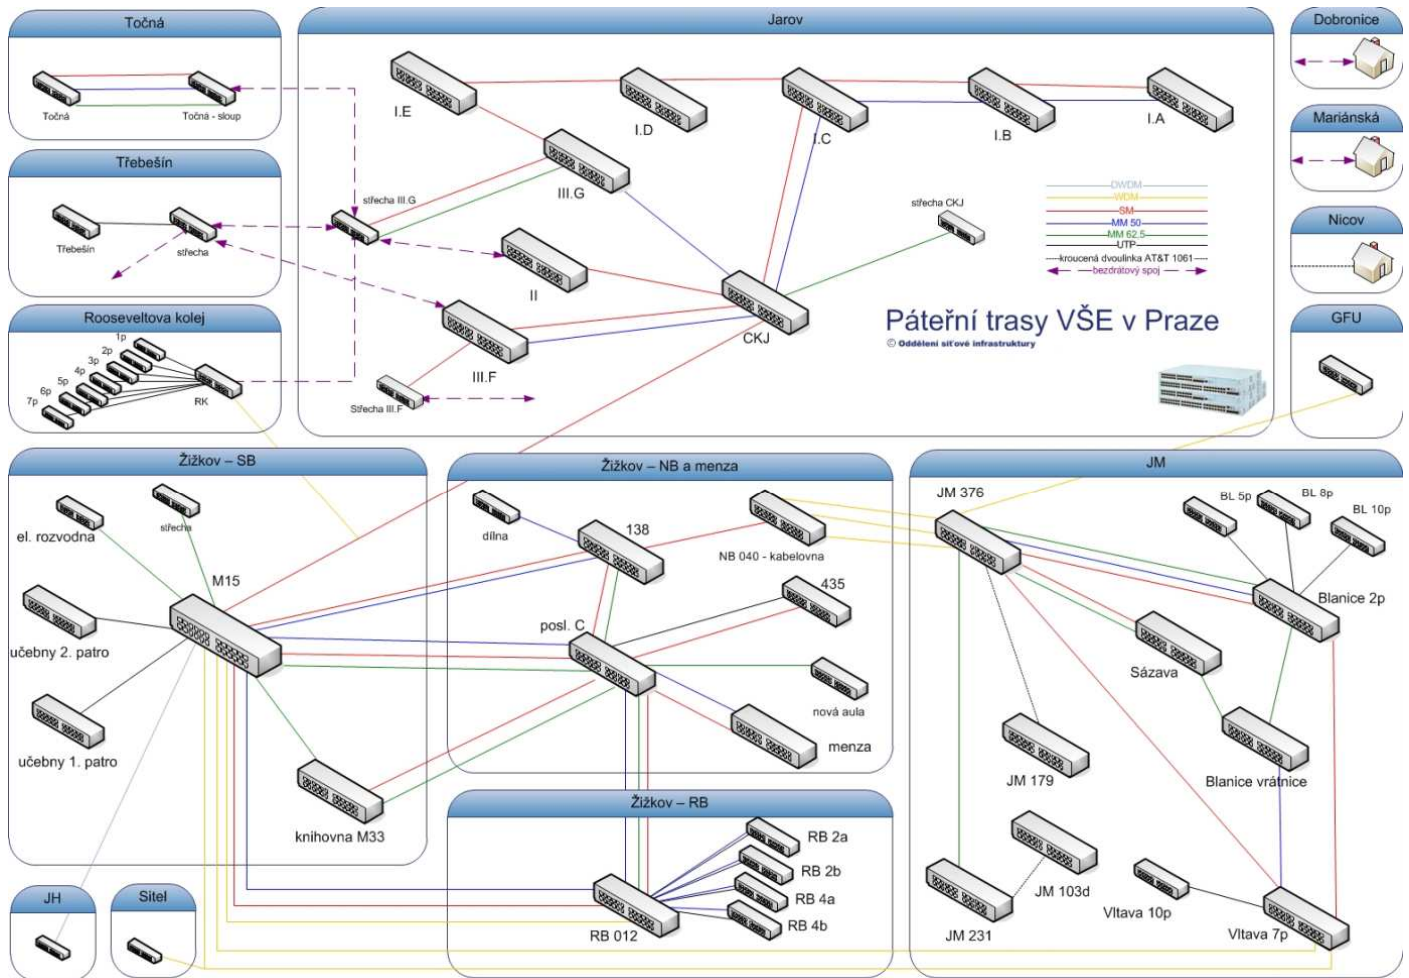 Točná
Točná
Točná - sloup
Třebešín
Třebešín
střecha
Rooseveltova kolej
1p
2p
3p
4p
5p
6p
7p
RK
Jarov
I.E
I.D
I.C
I.B
I.A
III.G
střecha III.G
II
III.F
Střecha III.F
CKJ
střecha CKJ
DWDM
WDM
SM
MM 50
MM 62.5
UTP
kroucená dvoulinka AT&T 1061
bezdrátový spoj
Páteřní trasy VŠE v Praze
© Oddělení síťové infrastruktury
Dobronice
Mariánská
Nicov
GFU
Žižkov – SB
el. rozvodna
střecha
M15
učebny 2. patro
učebny 1. patro
knihovna M33
Žižkov – NB a menza
dílna
138
NB 040 - kabelovna
435
posl. C
nová aula
menza
Žižkov – RB
RB 2a
RB 2b
RB 4a
RB 4b
RB 012
JM
JM 376
BL 5p
BL 8p
BL 10p
Blanice 2p
Sázava
Blanice vrátnice
JM 179
JM 103d
JM 231
Vltava 10p
Vltava 7p
JH
Sitel